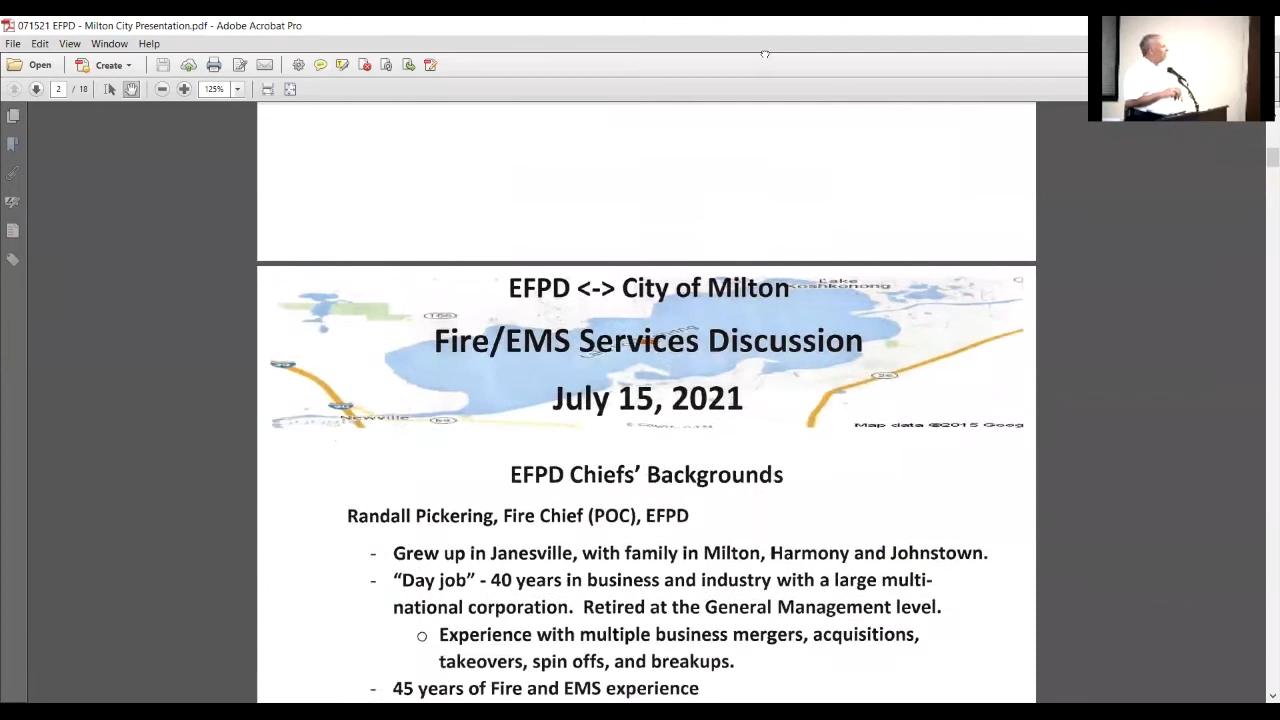 071521 EFPD - Milton City Presentation.pdf - Adobe Acrobat Pro
File Edit View Window Help
Open Create
2 / 18 125%
Lake
Koshkonong
EFPD <-> City of Milton
Fire/EMS Services Discussion
July 15, 2021
26
Newville
Map data ©2015 Goog
EFPD Chiefs’ Backgrounds
Randall Pickering, Fire Chief (POC), EFPD
- Grew up in Janesville, with family in Milton, Harmony and Johnstown.
- “Day job” - 40 years in business and industry with a large multi-
national corporation. Retired at the General Management level.
o Experience with multiple business mergers, acquisitions,
takeovers, spin offs, and breakups.
- 45 years of Fire and EMS experience